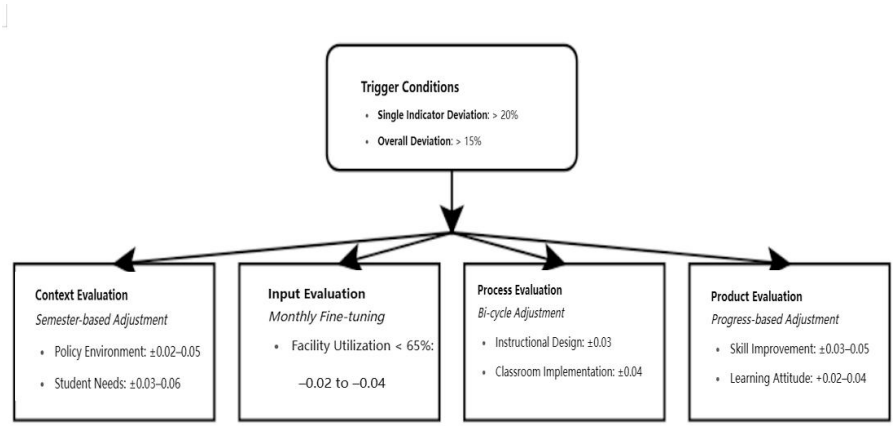 Trigger Conditions
• Single Indicator Deviation: > 20%
• Overall Deviation: > 15%
Context Evaluation
Semester-based Adjustment
• Policy Environment: ±0.02–0.05
• Student Needs: ±0.03–0.06
Input Evaluation
Monthly Fine-tuning
• Facility Utilization < 65%:
–0.02 to –0.04
Process Evaluation
Bi-cycle Adjustment
• Instructional Design: ±0.03
• Classroom Implementation: ±0.04
Product Evaluation
Progress-based Adjustment
• Skill Improvement: ±0.03–0.05
• Learning Attitude: +0.02–0.04